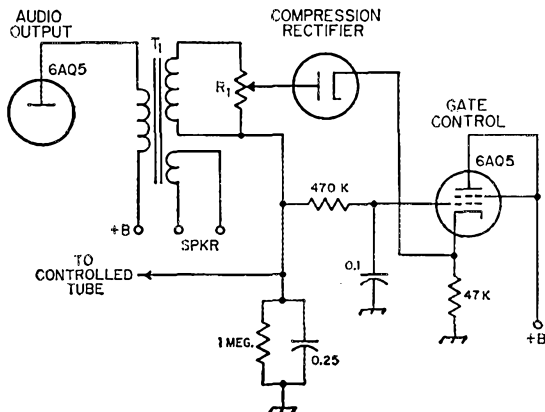 AUDIO
OUTPUT
6AQ5
T1
R1
COMPRESSION
RECTIFIER
GATE
CONTROL
6AQ5
+B
SPKR
470 K
0.1
47 K
+B
TO
CONTROLLED
TUBE
1 MEG.
0.25